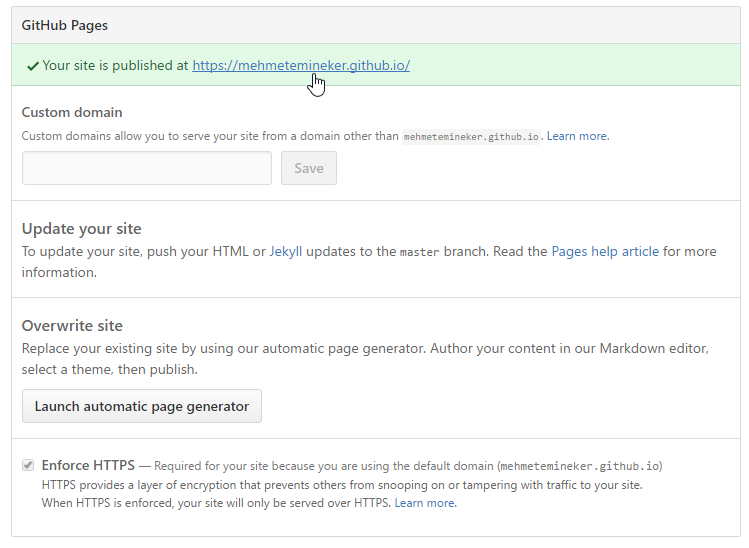 GitHub Pages
Your site is published at https://mehmetemineker.github.io/
Custom domain
Custom domains allow you to serve your site from a domain other than mehmetemineker.github.io. Learn more.
Save
Update your site
To update your site, push your HTML or Jekyll updates to the master branch. Read the Pages help article for more
information.
Overwrite site
Replace your existing site by using our automatic page generator. Author your content in our Markdown editor,
select a theme, then publish.
Launch automatic page generator
Enforce HTTPS — Required for your site because you are using the default domain (mehmetemineker.github.io)
HTTPS provides a layer of encryption that prevents others from snooping on or tampering with traffic to your site.
When HTTPS is enforced, your site will only be served over HTTPS. Learn more.